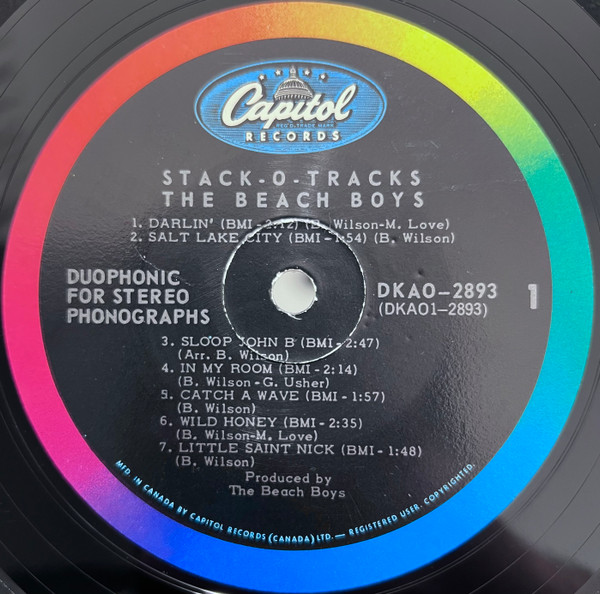 Capitol
REG'D. TRADE MARK
RECORDS
STACK-O-TRACKS
THE BEACH BOYS
1. DARLIN' (BMI - 2:12) (B. Wilson-M. Love)
2. SALT LAKE CITY (BMI - 1:54) (B. Wilson)
DUOPHONIC
FOR STEREO
PHONOGRAPHS
DKAO-2893
(DKAO1-2893)
1
3. SLOOP JOHN B (BMI - 2:47)
(Arr. B. Wilson)
4. IN MY ROOM (BMI - 2:14)
(B. Wilson - G. Usher)
5. CATCH A WAVE (BMI - 1:57)
(B. Wilson)
6. WILD HONEY (BMI - 2:35)
(B. Wilson-M. Love)
7. LITTLE SAINT NICK (BMI - 1:48)
(B. Wilson)
Produced by
The Beach Boys
MFD. IN CANADA BY CAPITOL RECORDS (CANADA) LTD. — REGISTERED USER. COPYRIGHTED.